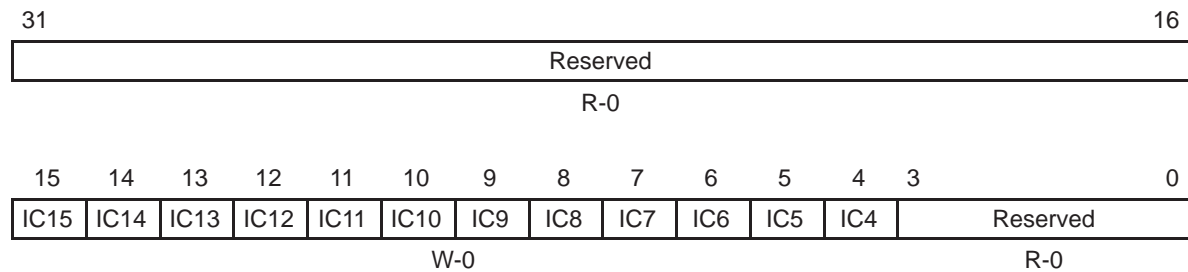 31 16
Reserved
R-0
15 14 13 12 11 10 9 8 7 6 5 4 3 0
IC15 IC14 IC13 IC12 IC11 IC10 IC9 IC8 IC7 IC6 IC5 IC4 Reserved
W-0 R-0